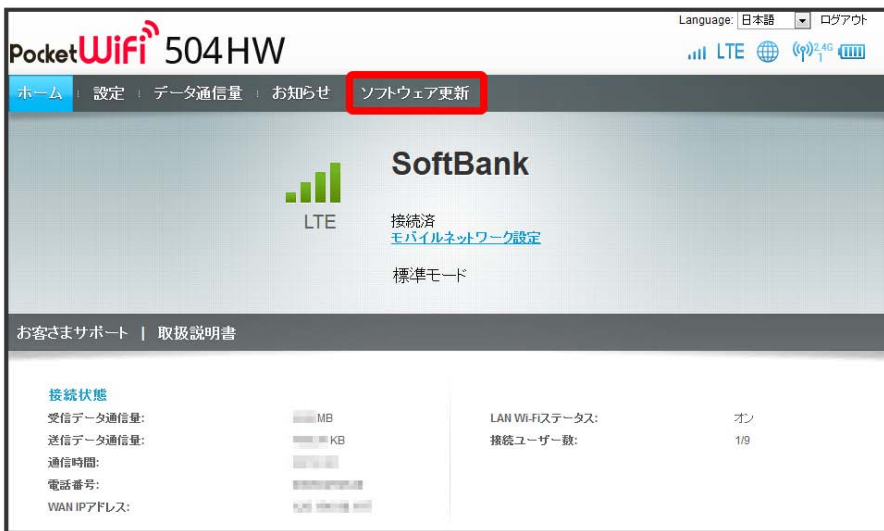 Language: 日本語 ログアウト
PocketWiFi 504HW
LTE 2.4G 1
ホーム 設定 データ通信量 お知らせ ソフトウェア更新
SoftBank
LTE
接続済
モバイルネットワーク設定
標準モード
お客さまサポート | 取扱説明書
接続状態
受信データ通信量: MB
送信データ通信量: KB
通信時間:
電話番号:
WAN IPアドレス:
LAN Wi-Fiステータス: オン
接続ユーザー数: 1/9